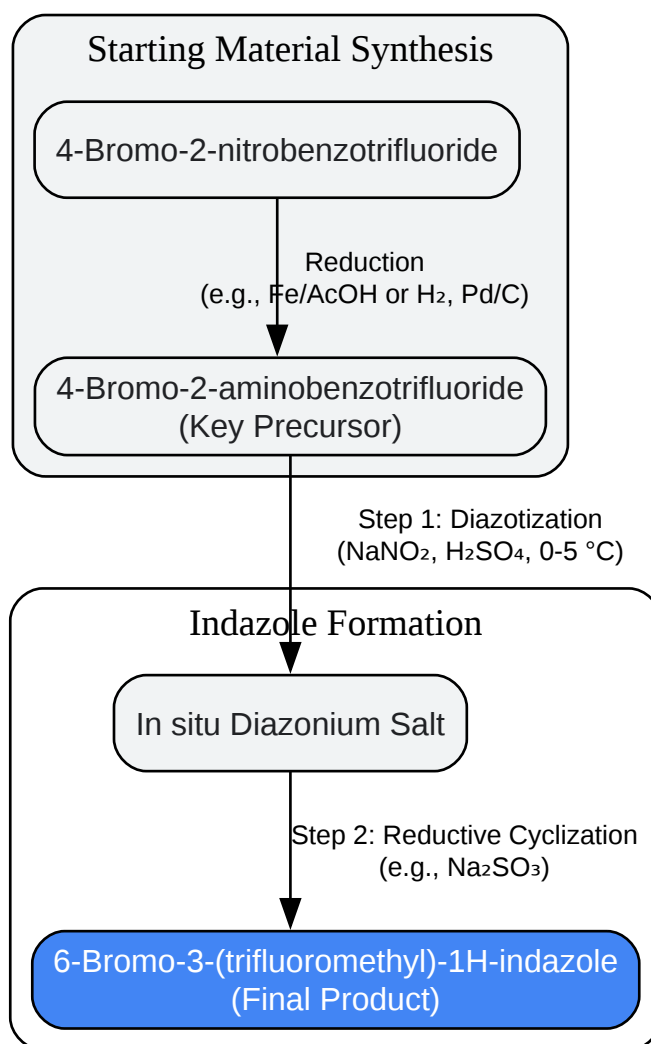 Starting Material Synthesis
4-Bromo-2-nitrobenzotrifluoride
Reduction
(e.g., Fe/AcOH or H₂, Pd/C)
4-Bromo-2-aminobenzotrifluoride
(Key Precursor)
Step 1: Diazotization
(NaNO₂, H₂SO₄, 0-5 °C)
Indazole Formation
In situ Diazonium Salt
Step 2: Reductive Cyclization
(e.g., Na₂SO₃)
6-Bromo-3-(trifluoromethyl)-1H-indazole
(Final Product)